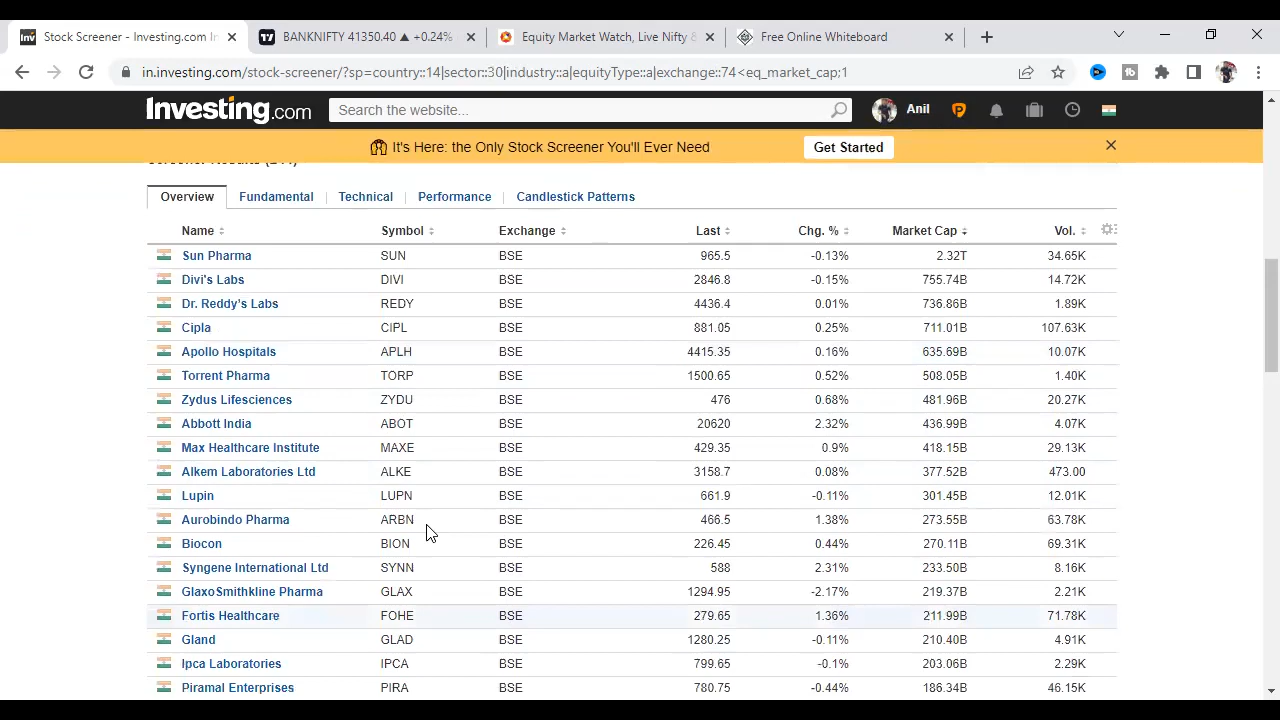 Stock Screener - Investing.com In
BANKNIFTY 41350.40 ▲ +0.24%
Equity Market Watch, Live Nifty
Free Online Whiteboard
in.investing.com/stock-screener/?sp=country::14|sector::30|industry::a|equityType::a|exchange::74<eq_market_cap;1
Investing.com
Search the website...
Anil
It's Here: the Only Stock Screener You'll Ever Need
Get Started
Overview Fundamental Technical Performance Candlestick Patterns
Name Symbol Exchange Last Chg. % Market Cap Vol.
Sun Pharma SUN BSE 965.5 -0.13% 2.32T 34.65K
Divi's Labs DIVI BSE 2846.8 -0.15% 755.74B 14.72K
Dr. Reddy's Labs REDY BSE 4436.4 0.01% 736.86B 1.89K
Cipla CIPL BSE 881.05 0.25% 711.01B 107.63K
Apollo Hospitals APLH BSE 4415.35 0.16% 635.69B 10.07K
Torrent Pharma TORP BSE 1500.65 0.52% 508.05B 1.40K
Zydus Lifesciences ZYDU BSE 476 0.68% 481.96B 20.27K
Abbott India ABOT BSE 20620 2.32% 436.99B 4.07K
Max Healthcare Institute MAXE BSE 429.35 0.9% 418.15B 29.13K
Alkem Laboratories Ltd ALKE BSE 3158.7 0.08% 377.52B 473.00
Lupin LUPN BSE 661.9 -0.11% 301.45B 12.01K
Aurobindo Pharma ARBN BSE 466.5 1.38% 273.55B 63.78K
Biocon BION BSE 226.45 0.44% 270.11B 69.31K
Syngene International Ltd SYNN BSE 588 2.31% 233.50B 8.16K
GlaxoSmithkline Pharma GLAX BSE 1294.95 -2.17% 219.37B 2.21K
Fortis Healthcare FOHE BSE 279.65 1.36% 211.99B 71.78K
Gland GLAD BSE 1280.25 -0.11% 210.40B 4.91K
Ipca Laboratories IPCA BSE 799.65 -0.1% 203.06B 2.29K
Piramal Enterprises PIRA BSE 780.75 -0.44% 186.34B 46.15K